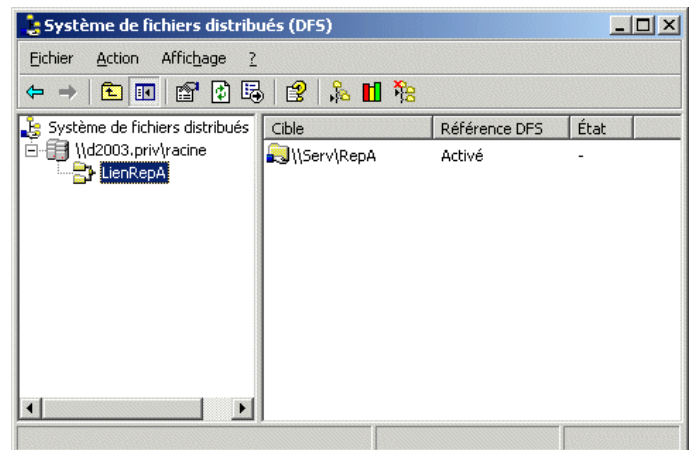 Système de fichiers distribués (DFS)
Fichier Action Affichage ?
Système de fichiers distribués
\\d2003.priv\racine
LienRepA
Cible Référence DFS État
\\Serv\RepA Activé -